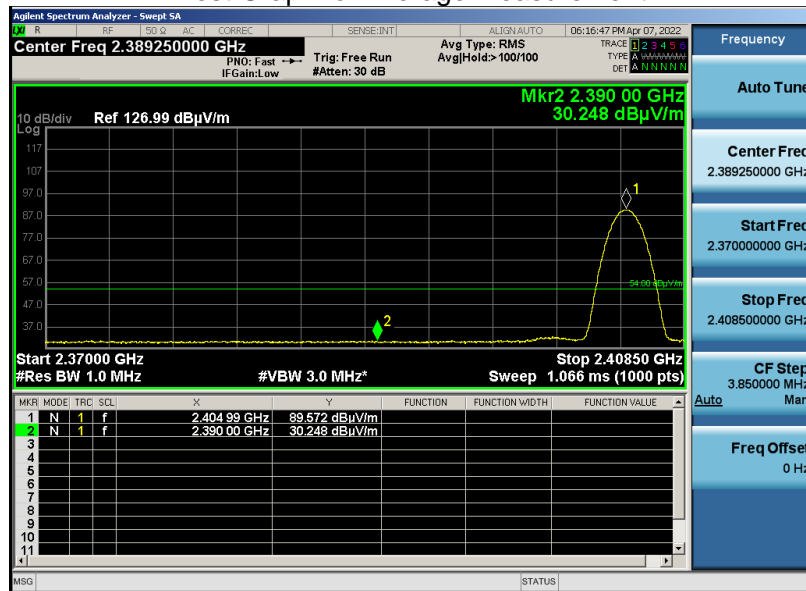 Agilent Spectrum Analyzer - Swept SA
LXI R RF 50 Ω AC CORREC SENSE:INT ALIGN AUTO 06:16:47 PM Apr 07, 2022
Center Freq 2.389250000 GHz
PNO: Fast
IFGain:Low
Trig: Free Run
#Atten: 30 dB
Avg Type: RMS
Avg|Hold:>100/100
TRACE 1 2 3 4 5 6
TYPE A
DET A N N N N N
Mkr2 2.390 00 GHz
30.248 dBµV/m
10 dB/div Ref 126.99 dBµV/m
Log
117
107
97.0
87.0
77.0
67.0
57.0
47.0
37.0
1
2
54.00 dBµV/m
Start 2.37000 GHz Stop 2.40850 GHz
#Res BW 1.0 MHz #VBW 3.0 MHz* Sweep 1.066 ms (1000 pts)
MKR MODE TRC SCL X Y FUNCTION FUNCTION WIDTH FUNCTION VALUE
1 N 1 f 2.404 99 GHz 89.572 dBµV/m
2 N 1 f 2.390 00 GHz 30.248 dBµV/m
3
4
5
6
7
8
9
10
11
MSG STATUS
Frequency
Auto Tune
Center Freq
2.389250000 GHz
Start Freq
2.370000000 GHz
Stop Freq
2.408500000 GHz
CF Step
3.850000 MHz
Auto Man
Freq Offset
0 Hz